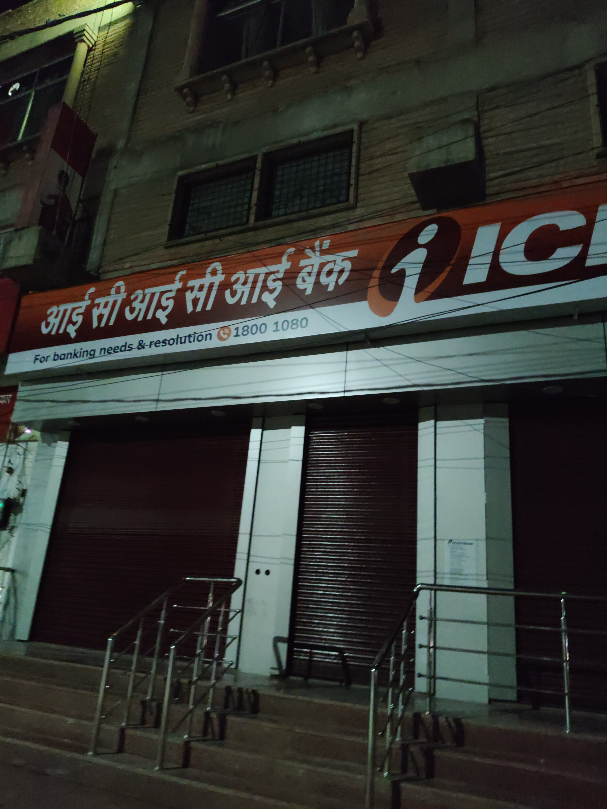 आई सी आई सी आई बैंक
ICI
For banking needs & resolution 1800 1080